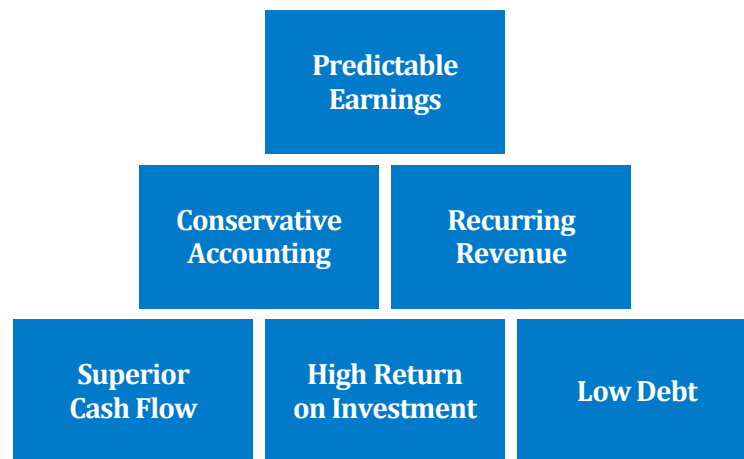 Predictable
Earnings
Conservative
Accounting
Recurring
Revenue
Superior
Cash Flow
High Return
on Investment
Low Debt